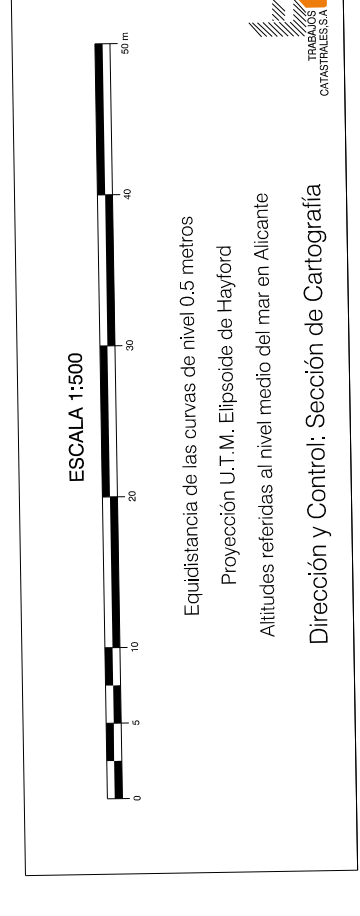 ESCALA 1:500
0 5 10 20 30 40 50 m
Equidistancia de las curvas de nivel 0.5 metros
Proyección U.T.M. Elipsoide de Hayford
Altitudes referidas al nivel medio del mar en Alicante
Dirección y Control: Sección de Cartografía
TRABAJOS
CATASTRALES,S.A